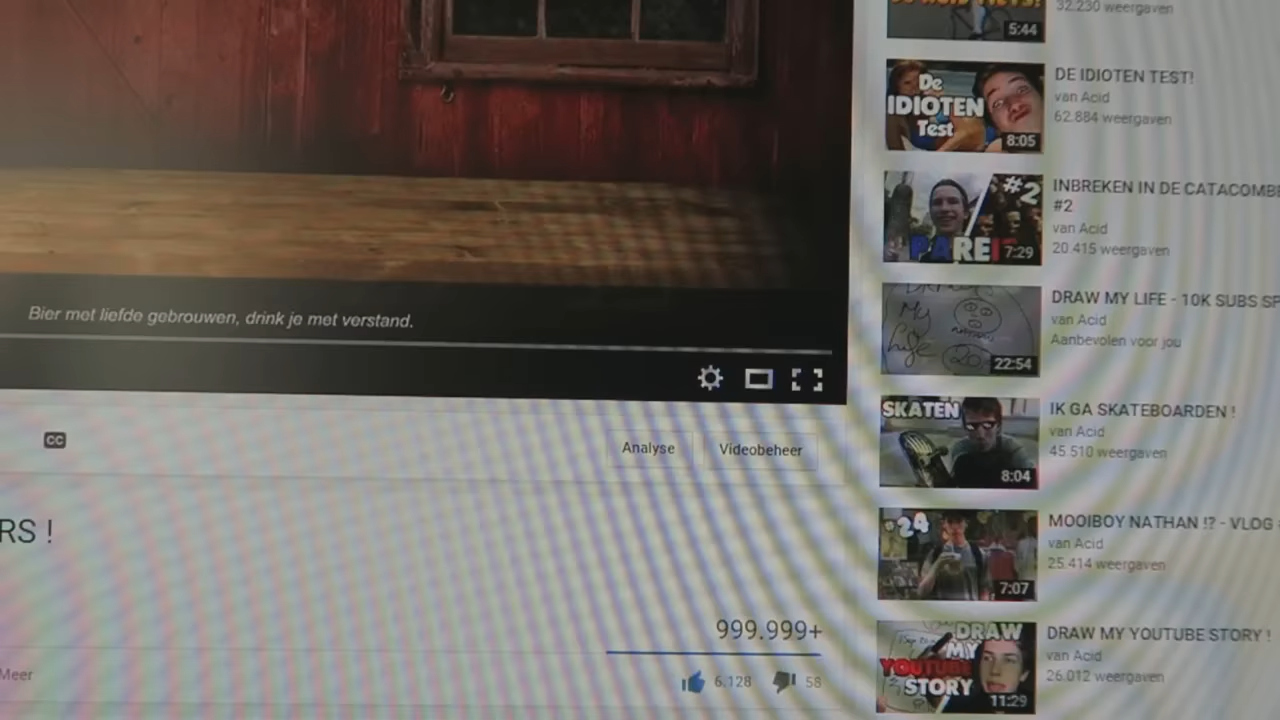 Bier met liefde gebrouwen, drink je met verstand.
CC
Analyse
Videobeheer
RS !
999.999+
6.128
58
Meer
32.230 weergaven
5:44
De
IDIOTEN
Test
8:05
DE IDIOTEN TEST!
van Acid
62.884 weergaven
#2
7:29
INBREKEN IN DE CATACOMBE
#2
van Acid
20.415 weergaven
My
Life
22:54
DRAW MY LIFE - 10K SUBS SP
van Acid
Aanbevolen voor jou
SKATEN
8:04
IK GA SKATEBOARDEN !
van Acid
45.510 weergaven
#24
7:07
MOOIBOY NATHAN !? - VLOG
van Acid
25.414 weergaven
DRAW
MY
YOUTUBE
STORY
11:29
DRAW MY YOUTUBE STORY !
van Acid
26.012 weergaven